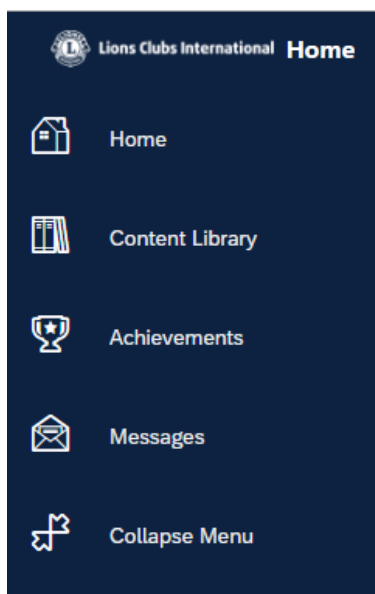 Lions Clubs International Home
Home
Content Library
Achievements
Messages
Collapse Menu